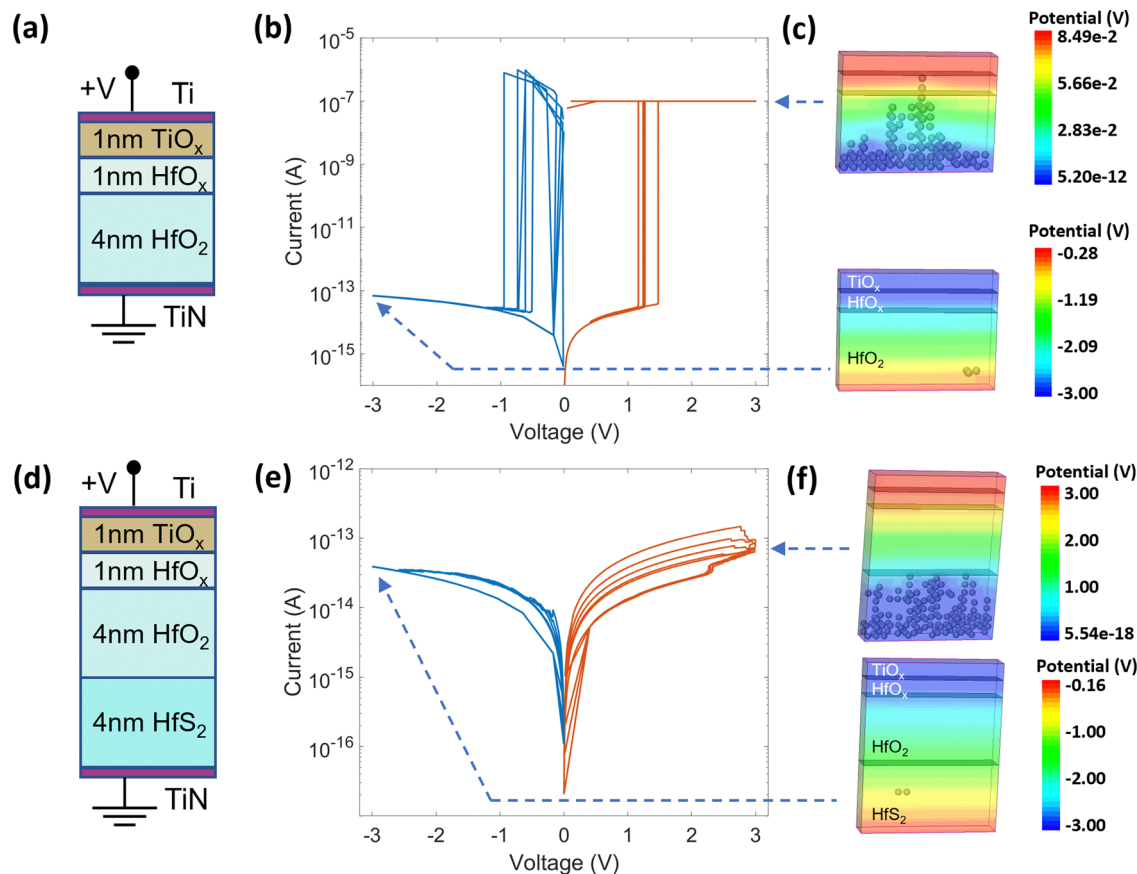 (a)
+V Ti
1nm TiOx
1nm HfOx
4nm HfO2
TiN
(b)
Current (A)
10-5
10-7
10-9
10-11
10-13
10-15
-3 -2 -1 0 1 2 3
Voltage (V)
(c)
Potential (V)
8.49e-2
5.66e-2
2.83e-2
5.20e-12
TiOx
HfOx
HfO2
Potential (V)
-0.28
-1.19
-2.09
-3.00
(d)
+V Ti
1nm TiOx
1nm HfOx
4nm HfO2
4nm HfS2
TiN
(e)
Current (A)
10-12
10-13
10-14
10-15
10-16
-3 -2 -1 0 1 2 3
Voltage (V)
(f)
Potential (V)
3.00
2.00
1.00
5.54e-18
TiOx
HfOx
HfO2
HfS2
Potential (V)
-0.16
-1.00
-2.00
-3.00